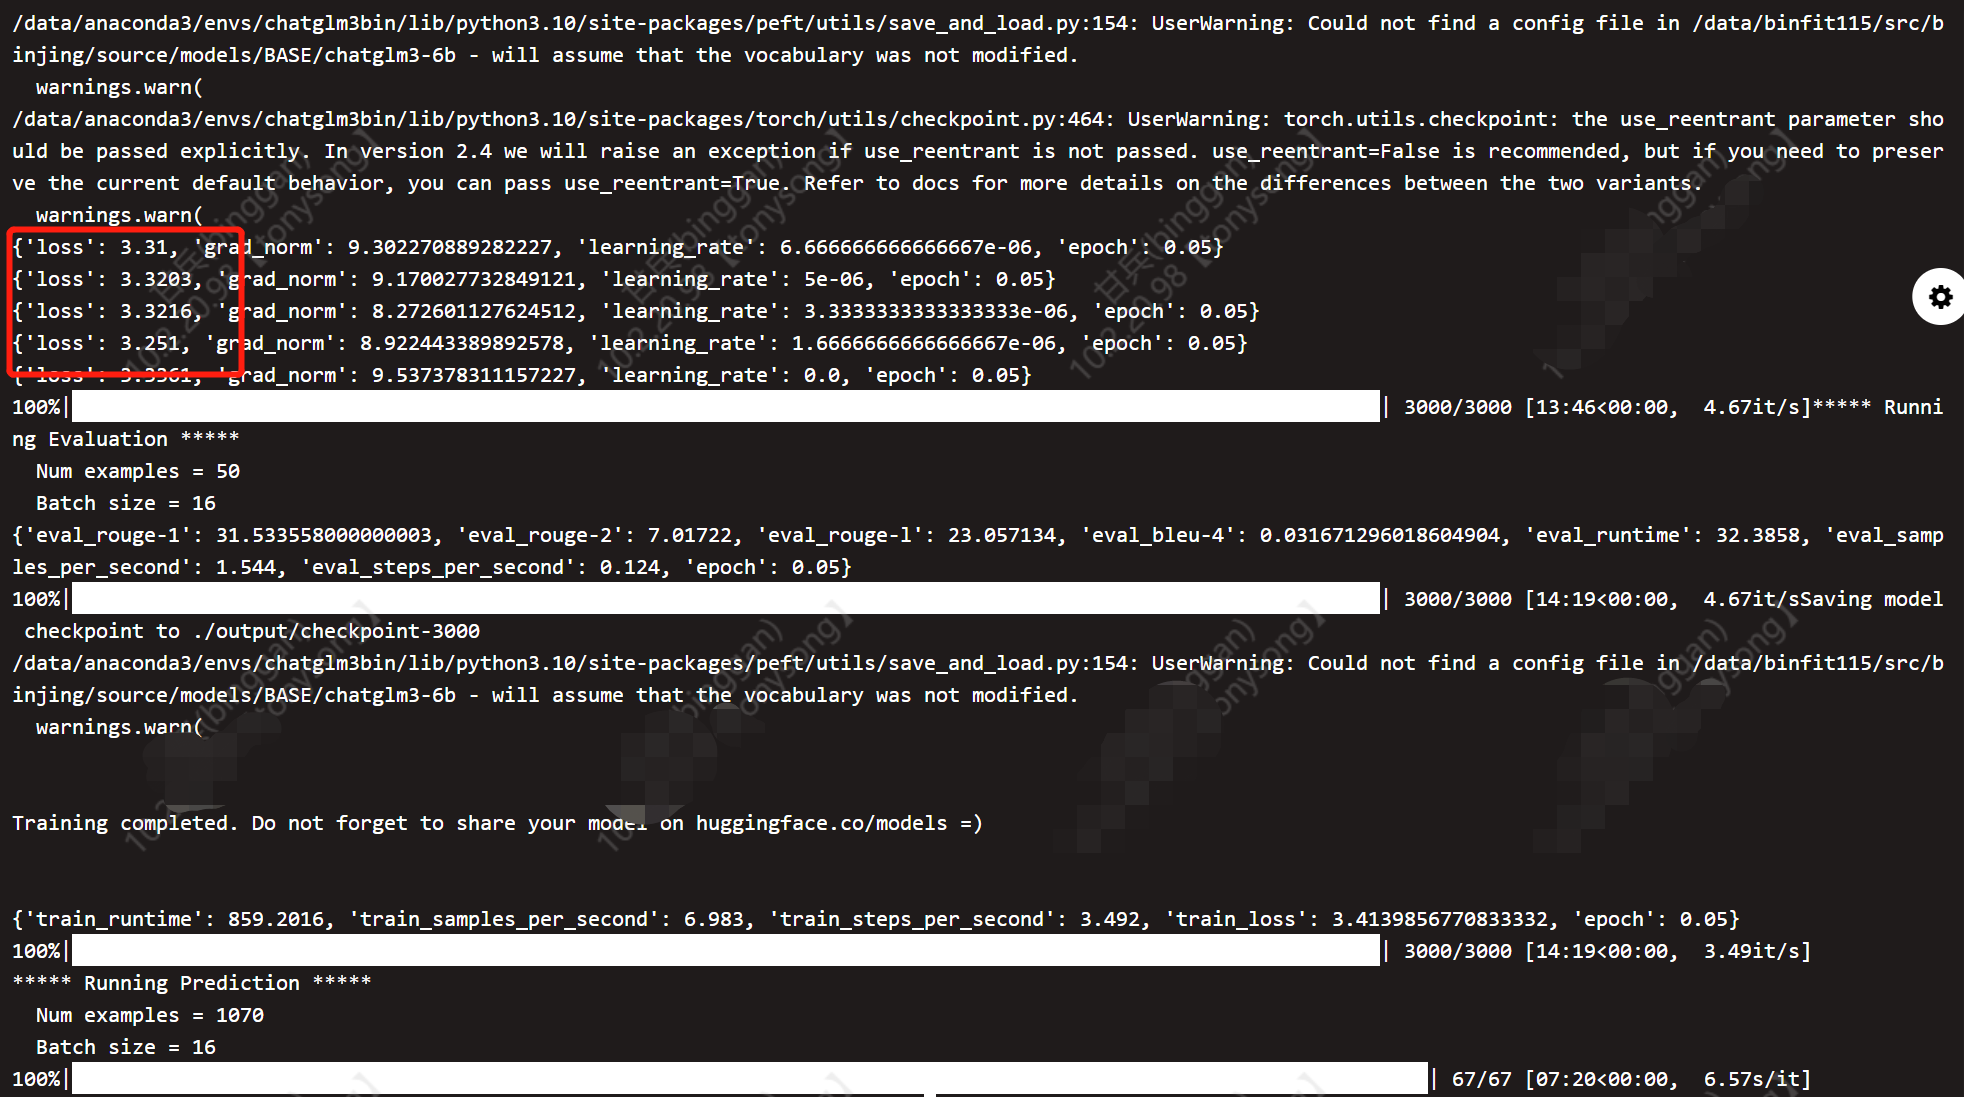 /data/anaconda3/envs/chatglm3bin/lib/python3.10/site-packages/peft/utils/save_and_load.py:154: UserWarning: Could not find a config file in /data/binfit115/src/b
injing/source/models/BASE/chatglm3-6b - will assume that the vocabulary was not modified.
  warnings.warn(
/data/anaconda3/envs/chatglm3bin/lib/python3.10/site-packages/torch/utils/checkpoint.py:464: UserWarning: torch.utils.checkpoint: the use_reentrant parameter sho
uld be passed explicitly. In version 2.4 we will raise an exception if use_reentrant is not passed. use_reentrant=False is recommended, but if you need to preser
ve the current default behavior, you can pass use_reentrant=True. Refer to docs for more details on the differences between the two variants.
  warnings.warn(
{'loss': 3.31, 'grad_norm': 9.302270889282227, 'learning_rate': 6.666666666666667e-06, 'epoch': 0.05}
{'loss': 3.3203, 'grad_norm': 9.170027732849121, 'learning_rate': 5e-06, 'epoch': 0.05}
{'loss': 3.3216, 'grad_norm': 8.272601127624512, 'learning_rate': 3.3333333333333333e-06, 'epoch': 0.05}
{'loss': 3.251, 'grad_norm': 8.922443389892578, 'learning_rate': 1.6666666666666667e-06, 'epoch': 0.05}
{'loss': 3.3361, 'grad_norm': 9.537378311157227, 'learning_rate': 0.0, 'epoch': 0.05}
100%| | 3000/3000 [13:46<00:00,  4.67it/s]***** Runni
ng Evaluation *****
  Num examples = 50
  Batch size = 16
{'eval_rouge-1': 31.533558000000003, 'eval_rouge-2': 7.01722, 'eval_rouge-l': 23.057134, 'eval_bleu-4': 0.031671296018604904, 'eval_runtime': 32.3858, 'eval_samp
les_per_second': 1.544, 'eval_steps_per_second': 0.124, 'epoch': 0.05}
100%| | 3000/3000 [14:19<00:00,  4.67it/sSaving model
 checkpoint to ./output/checkpoint-3000
/data/anaconda3/envs/chatglm3bin/lib/python3.10/site-packages/peft/utils/save_and_load.py:154: UserWarning: Could not find a config file in /data/binfit115/src/b
injing/source/models/BASE/chatglm3-6b - will assume that the vocabulary was not modified.
  warnings.warn(
Training completed. Do not forget to share your model on huggingface.co/models =)
{'train_runtime': 859.2016, 'train_samples_per_second': 6.983, 'train_steps_per_second': 3.492, 'train_loss': 3.4139856770833332, 'epoch': 0.05}
100%| | 3000/3000 [14:19<00:00,  3.49it/s]
***** Running Prediction *****
  Num examples = 1070
  Batch size = 16
100%| | 67/67 [07:20<00:00,  6.57s/it]